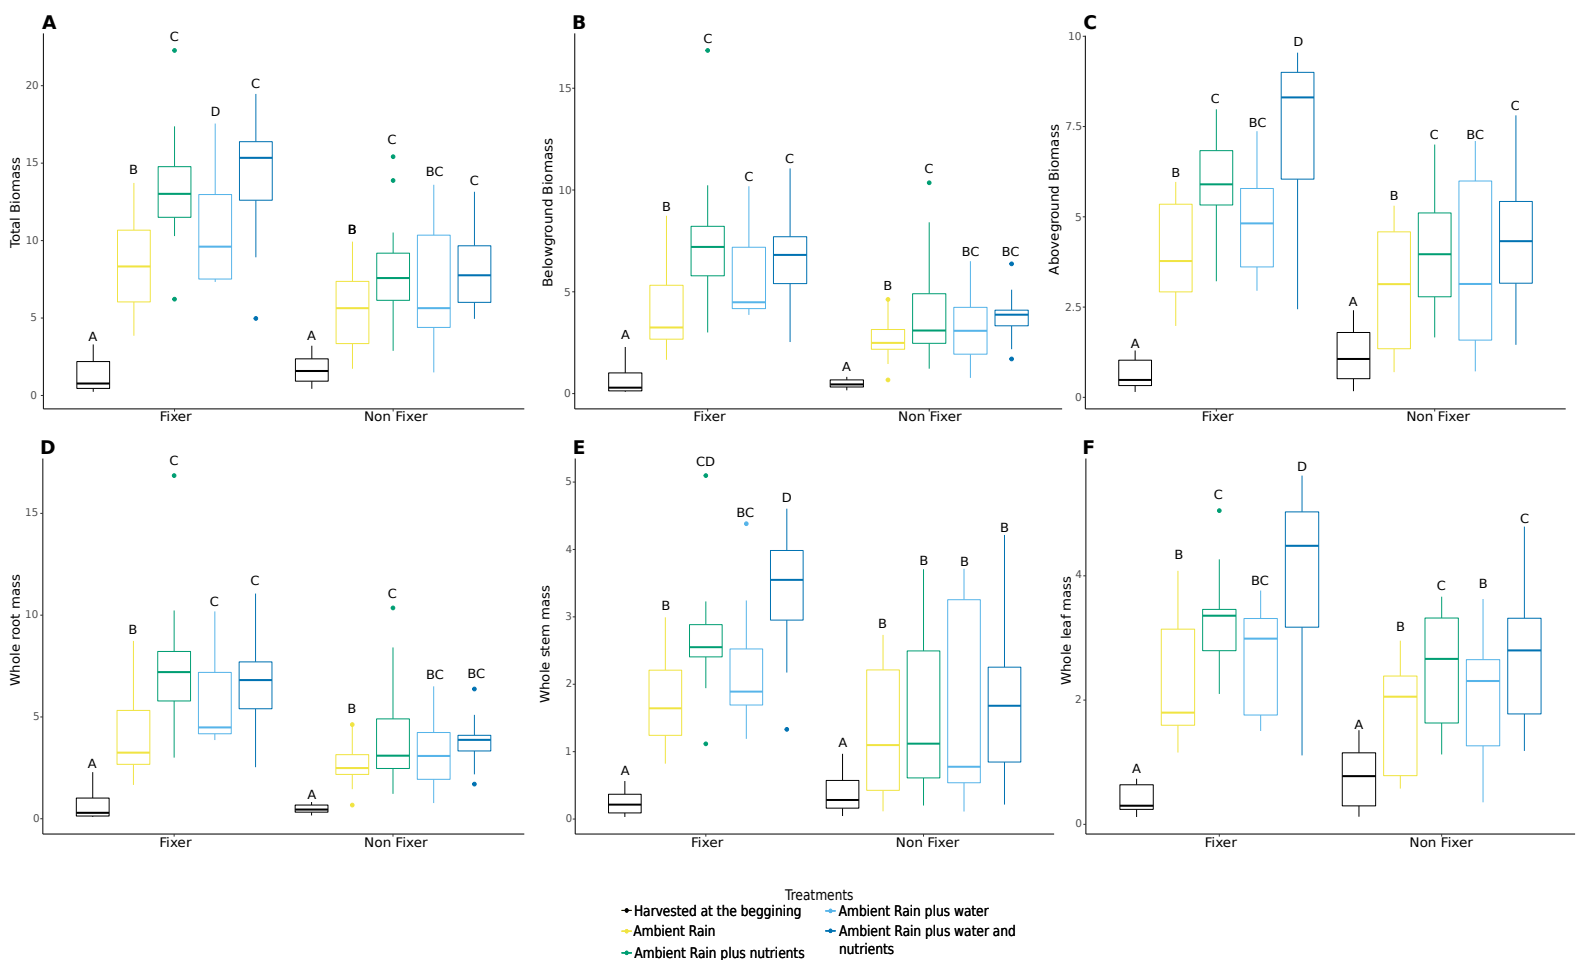 A
B
C
Total Biomass
20
15
10
5
0
A
B
C
D
C
A
B
C
BC
C
Fixer
Non Fixer
Belowground Biomass
15
10
5
0
A
B
C
C
C
A
B
C
BC
BC
Fixer
Non Fixer
Aboveground Biomass
10
7.5
5
2.5
0
A
B
C
BC
D
A
B
C
BC
C
Fixer
Non Fixer
D
E
F
Whole root mass
15
10
5
0
A
B
C
C
C
A
B
C
BC
BC
Fixer
Non Fixer
Whole stem mass
5
4
3
2
1
0
A
B
CD
BC
D
A
B
B
B
B
Fixer
Non Fixer
Whole leaf mass
4
2
0
A
B
C
BC
D
A
B
C
B
C
Fixer
Non Fixer
Treatments
Harvested at the beggining
Ambient Rain
Ambient Rain plus nutrients
Ambient Rain plus water
Ambient Rain plus water and
nutrients